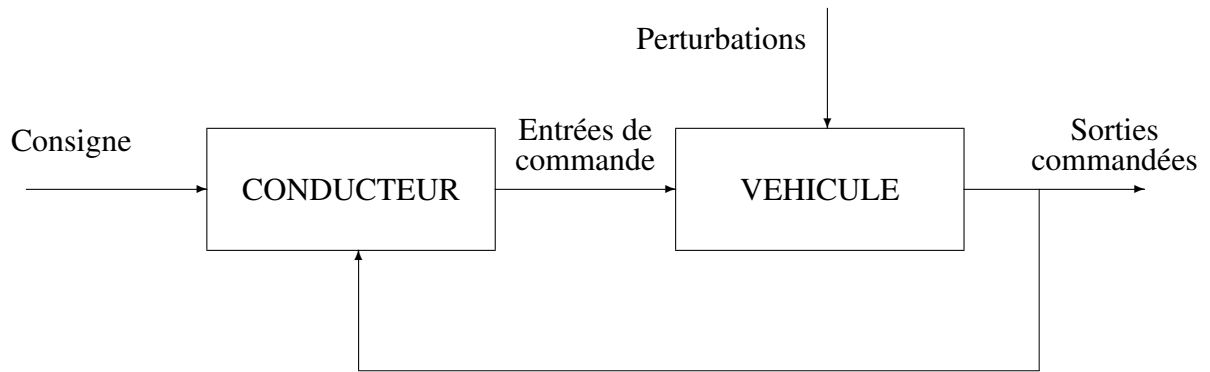 Perturbations
Consigne
CONDUCTEUR
Entrées de
commande
VEHICULE
Sorties
commandées